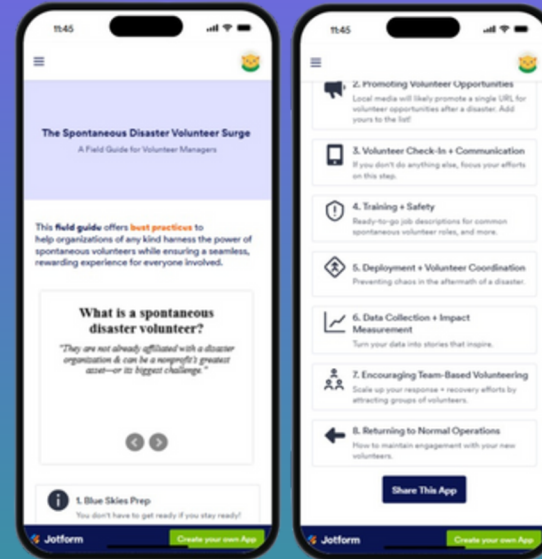 11:45
The Spontaneous Disaster Volunteer Surge
A Field Guide for Volunteer Managers
This field guide offers best practices to
help organizations of any kind harness the power of
spontaneous volunteers while ensuring a seamless,
rewarding experience for everyone involved.
What is a spontaneous
disaster volunteer?
"They are not already affiliated with a disaster
organization & can be a nonprofit's greatest
asset—or its biggest challenge."
1. Blue Skies Prep
You don't have to get ready if you stay ready!
Jotform
Create your own App
11:45
2. Promoting Volunteer Opportunities
Local media will likely promote a single URL for
volunteer opportunities after a disaster. Add
yours to the list!
3. Volunteer Check-In + Communication
If you don't do anything else, focus your efforts
on this step.
4. Training + Safety
Ready-to-go job descriptions for common
spontaneous volunteer roles, and more.
5. Deployment + Volunteer Coordination
Preventing chaos in the aftermath of a disaster.
6. Data Collection + Impact
Measurement
Turn your data into stories that inspire.
7. Encouraging Team-Based Volunteering
Scale up your response + recovery efforts by
attracting groups of volunteers.
8. Returning to Normal Operations
How to maintain engagement with your new
volunteers.
Share This App
Jotform
Create your own App